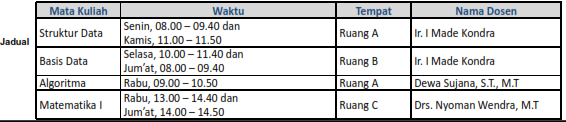 Mata Kuliah Waktu Tempat Nama Dosen
Jadual
Struktur Data Senin, 08.00 – 09.40 dan Ruang A Ir. I Made Kondra
Kamis, 11.00 – 11.50
Basis Data Selasa, 10.00 – 11.40 dan Ruang B Ir. I Made Kondra
Jum'at, 08.00 – 09.40
Algoritma Rabu, 09.00 – 10.50 Ruang A Dewa Sujana, S.T., M.T
Matematika I Rabu, 13.00 – 14.40 dan Ruang C Drs. Nyoman Wendra, M.T
Jum'at, 14.00 – 14.50